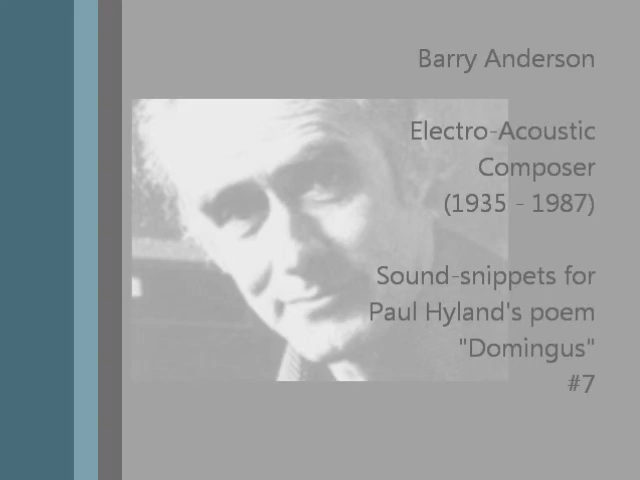 Barry Anderson
Electro-Acoustic
Composer
(1935 - 1987)
Sound-snippets for
Paul Hyland's poem
"Domingus"
#7